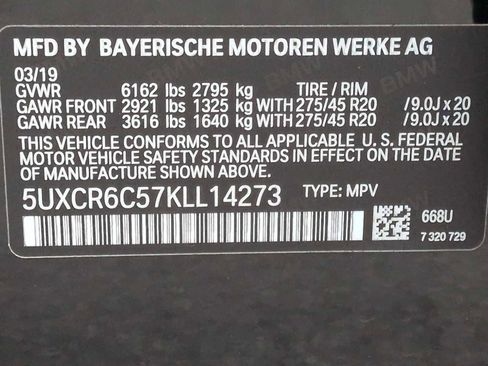 MFD BY BAYERISCHE MOTOREN WERKE AG
03/19
GVWR 6162 lbs 2795 kg TIRE / RIM
GAWR FRONT 2921 lbs 1325 kg WITH 275/45 R20 /9.0J x 20
GAWR REAR 3616 lbs 1640 kg WITH 275/45 R20 /9.0J x 20
THIS VEHICLE CONFORMS TO ALL APPLICABLE U. S. FEDERAL
MOTOR VEHICLE SAFETY STANDARDS IN EFFECT ON THE
DATE OF MANUFACTURE SHOWN ABOVE.
5UXCR6C57KLL14273 TYPE: MPV
668U
7 320 729